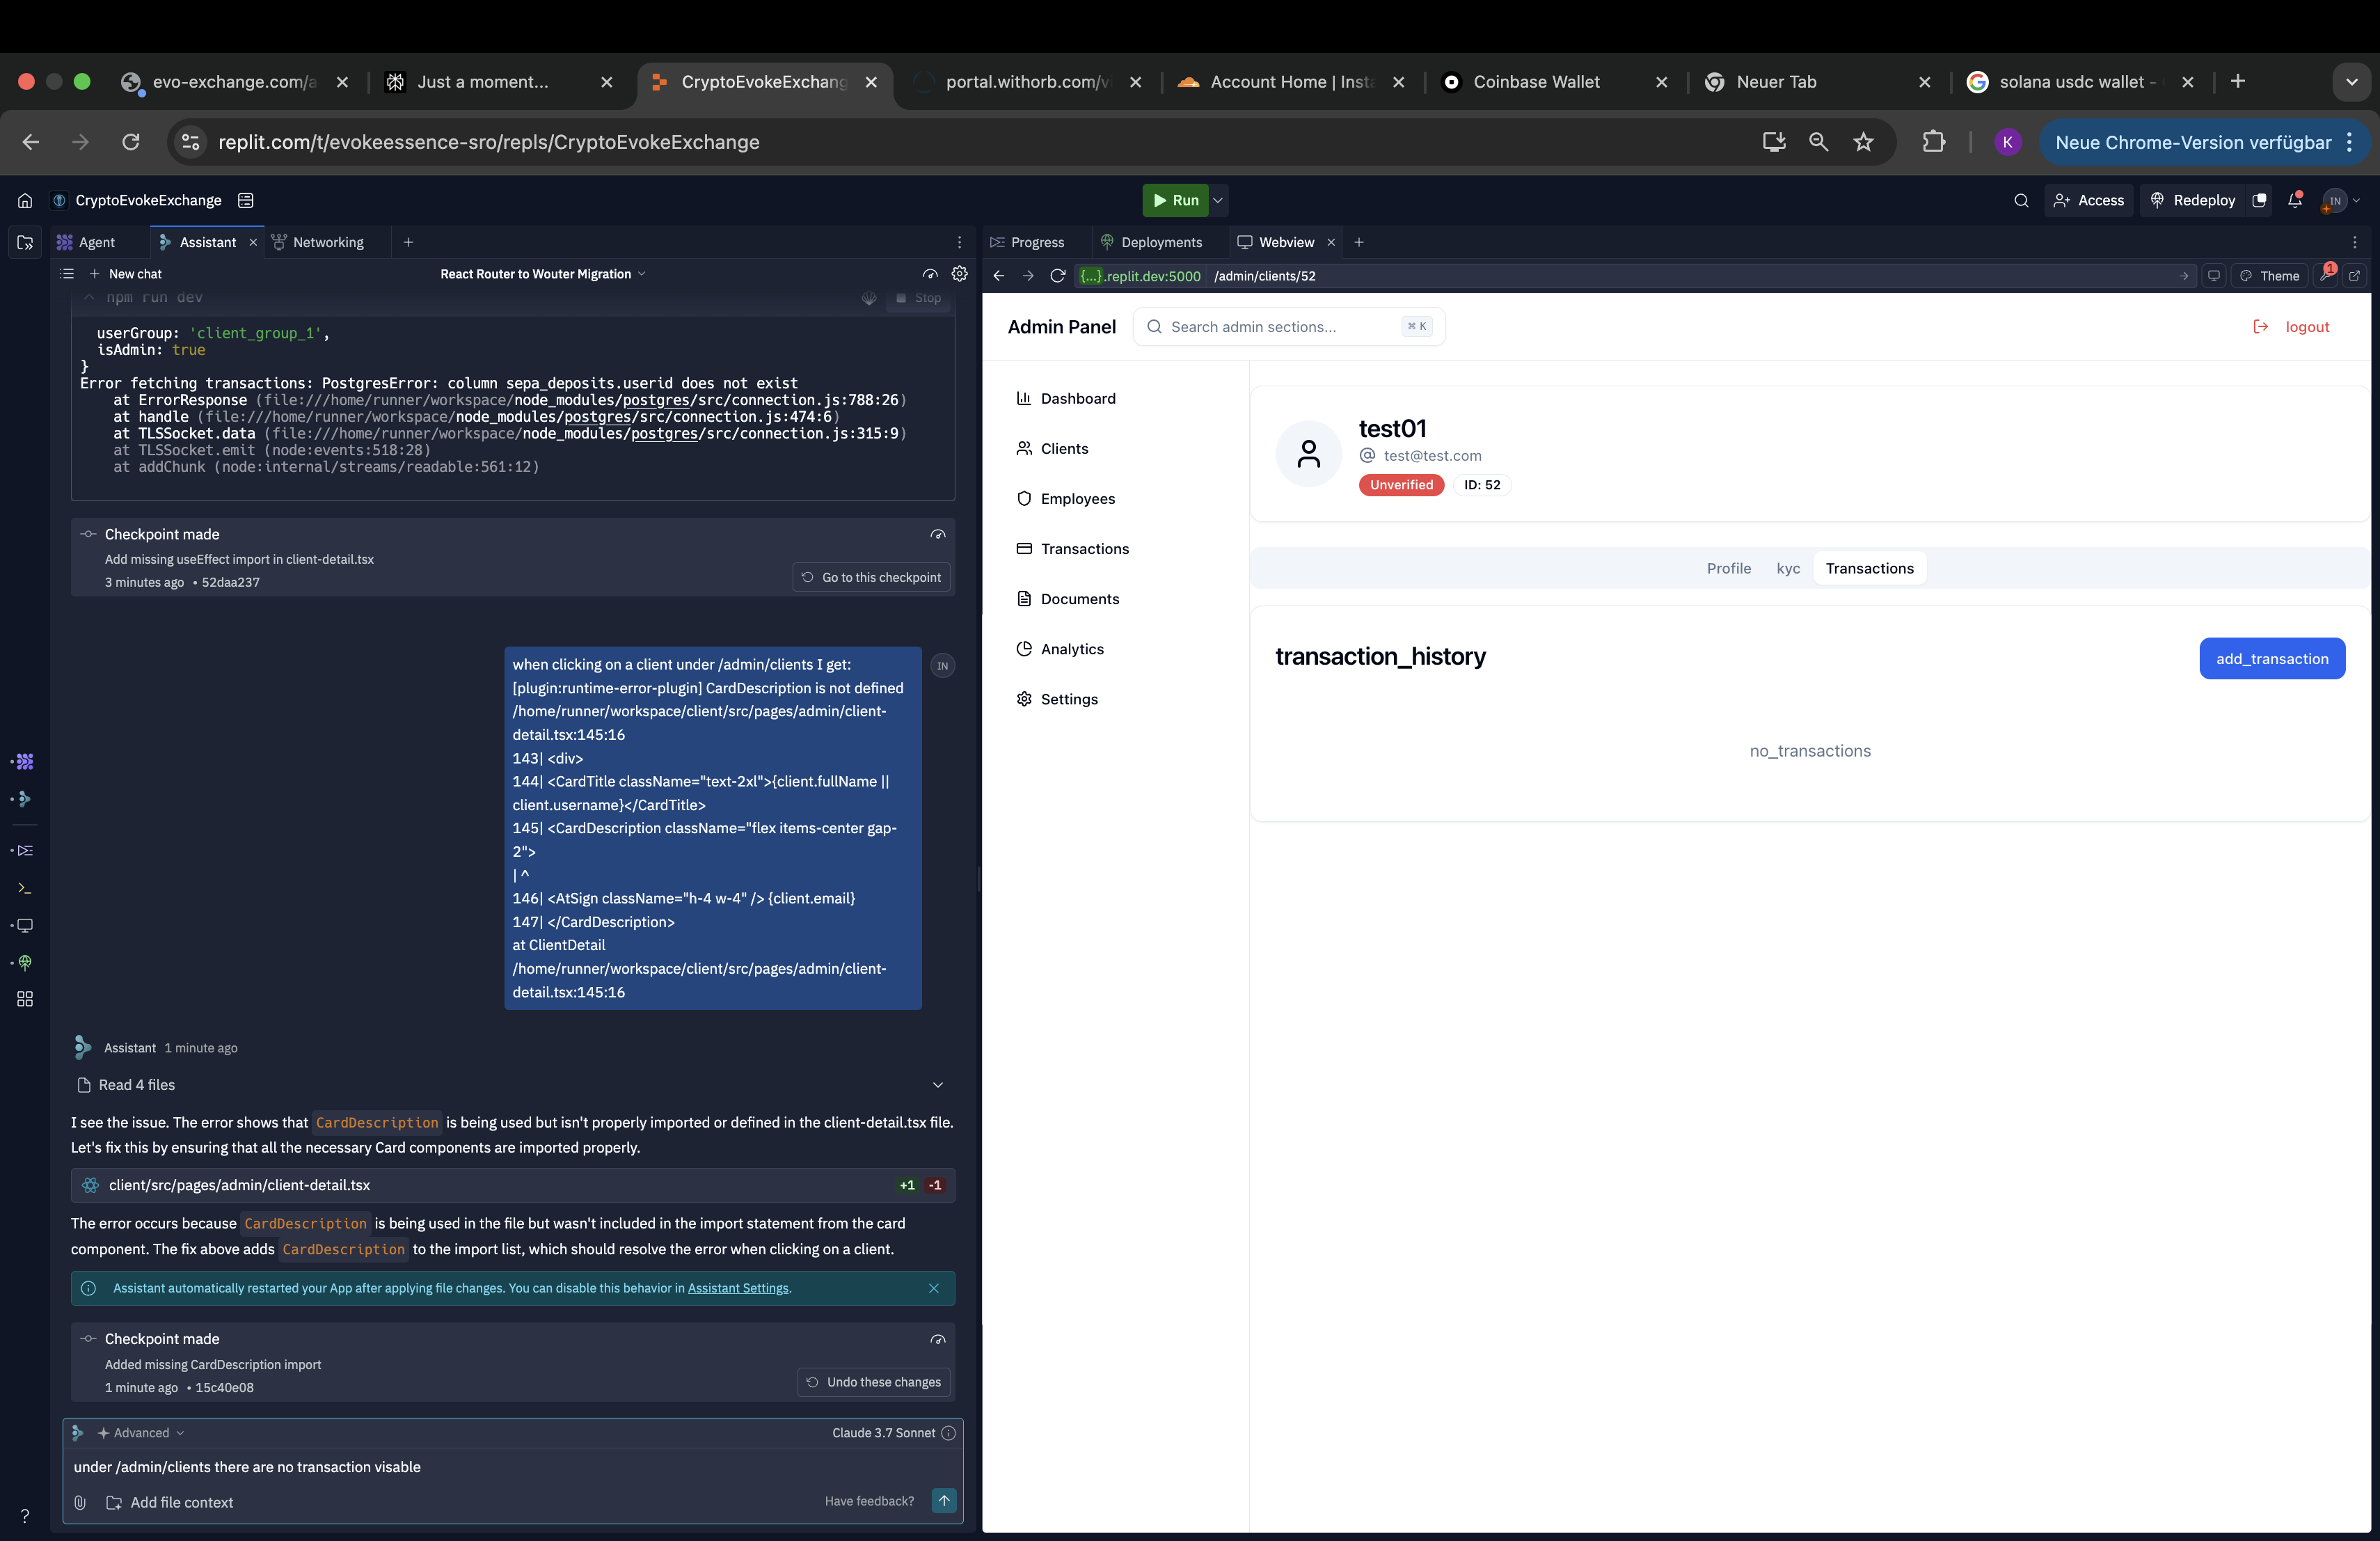 evo-exchange.com/a
Just a moment...
CryptoEvokeExchang
portal.withorb.com/v
Account Home | Inst
Coinbase Wallet
Neuer Tab
solana usdc wallet -
replit.com/t/evokeessence-sro/repls/CryptoEvokeExchange
K
Neue Chrome-Version verfügbar
CryptoEvokeExchange
Run
Access
Redeploy
IN
Agent
Assistant
Networking
Progress
Deployments
Webview
New chat
React Router to Wouter Migration
{...}.replit.dev:5000
/admin/clients/52
Theme
1
npm run dev
Stop
userGroup: 'client_group_1',
isAdmin: true
}
Error fetching transactions: PostgresError: column sepa_deposits.userid does not exist
at ErrorResponse (file:///home/runner/workspace/node_modules/postgres/src/connection.js:788:26)
at handle (file:///home/runner/workspace/node_modules/postgres/src/connection.js:474:6)
at TLSSocket.data (file:///home/runner/workspace/node_modules/postgres/src/connection.js:315:9)
at TLSSocket.emit (node:events:518:28)
at addChunk (node:internal/streams/readable:561:12)
Checkpoint made
Add missing useEffect import in client-detail.tsx
3 minutes ago • 52daa237
Go to this checkpoint
IN
when clicking on a client under /admin/clients I get:
[plugin:runtime-error-plugin] CardDescription is not defined
/home/runner/workspace/client/src/pages/admin/client-
detail.tsx:145:16
143| <div>
144| <CardTitle className="text-2xl">{client.fullName ||
client.username}</CardTitle>
145| <CardDescription className="flex items-center gap-
2">
| ^
146| <AtSign className="h-4 w-4" /> {client.email}
147| </CardDescription>
at ClientDetail
/home/runner/workspace/client/src/pages/admin/client-
detail.tsx:145:16
Assistant 1 minute ago
Read 4 files
I see the issue. The error shows that CardDescription is being used but isn't properly imported or defined in the client-detail.tsx file.
Let's fix this by ensuring that all the necessary Card components are imported properly.
client/src/pages/admin/client-detail.tsx
+1 -1
The error occurs because CardDescription is being used in the file but wasn't included in the import statement from the card
component. The fix above adds CardDescription to the import list, which should resolve the error when clicking on a client.
Assistant automatically restarted your App after applying file changes. You can disable this behavior in Assistant Settings.
Checkpoint made
Added missing CardDescription import
1 minute ago • 15c40e08
Undo these changes
Advanced
Claude 3.7 Sonnet
under /admin/clients there are no transaction visable
Add file context
Have feedback?
?
Admin Panel
Search admin sections...
⌘ K
logout
Dashboard
Clients
Employees
Transactions
Documents
Analytics
Settings
test01
@ test@test.com
Unverified
ID: 52
Profile
kyc
Transactions
transaction_history
add_transaction
no_transactions